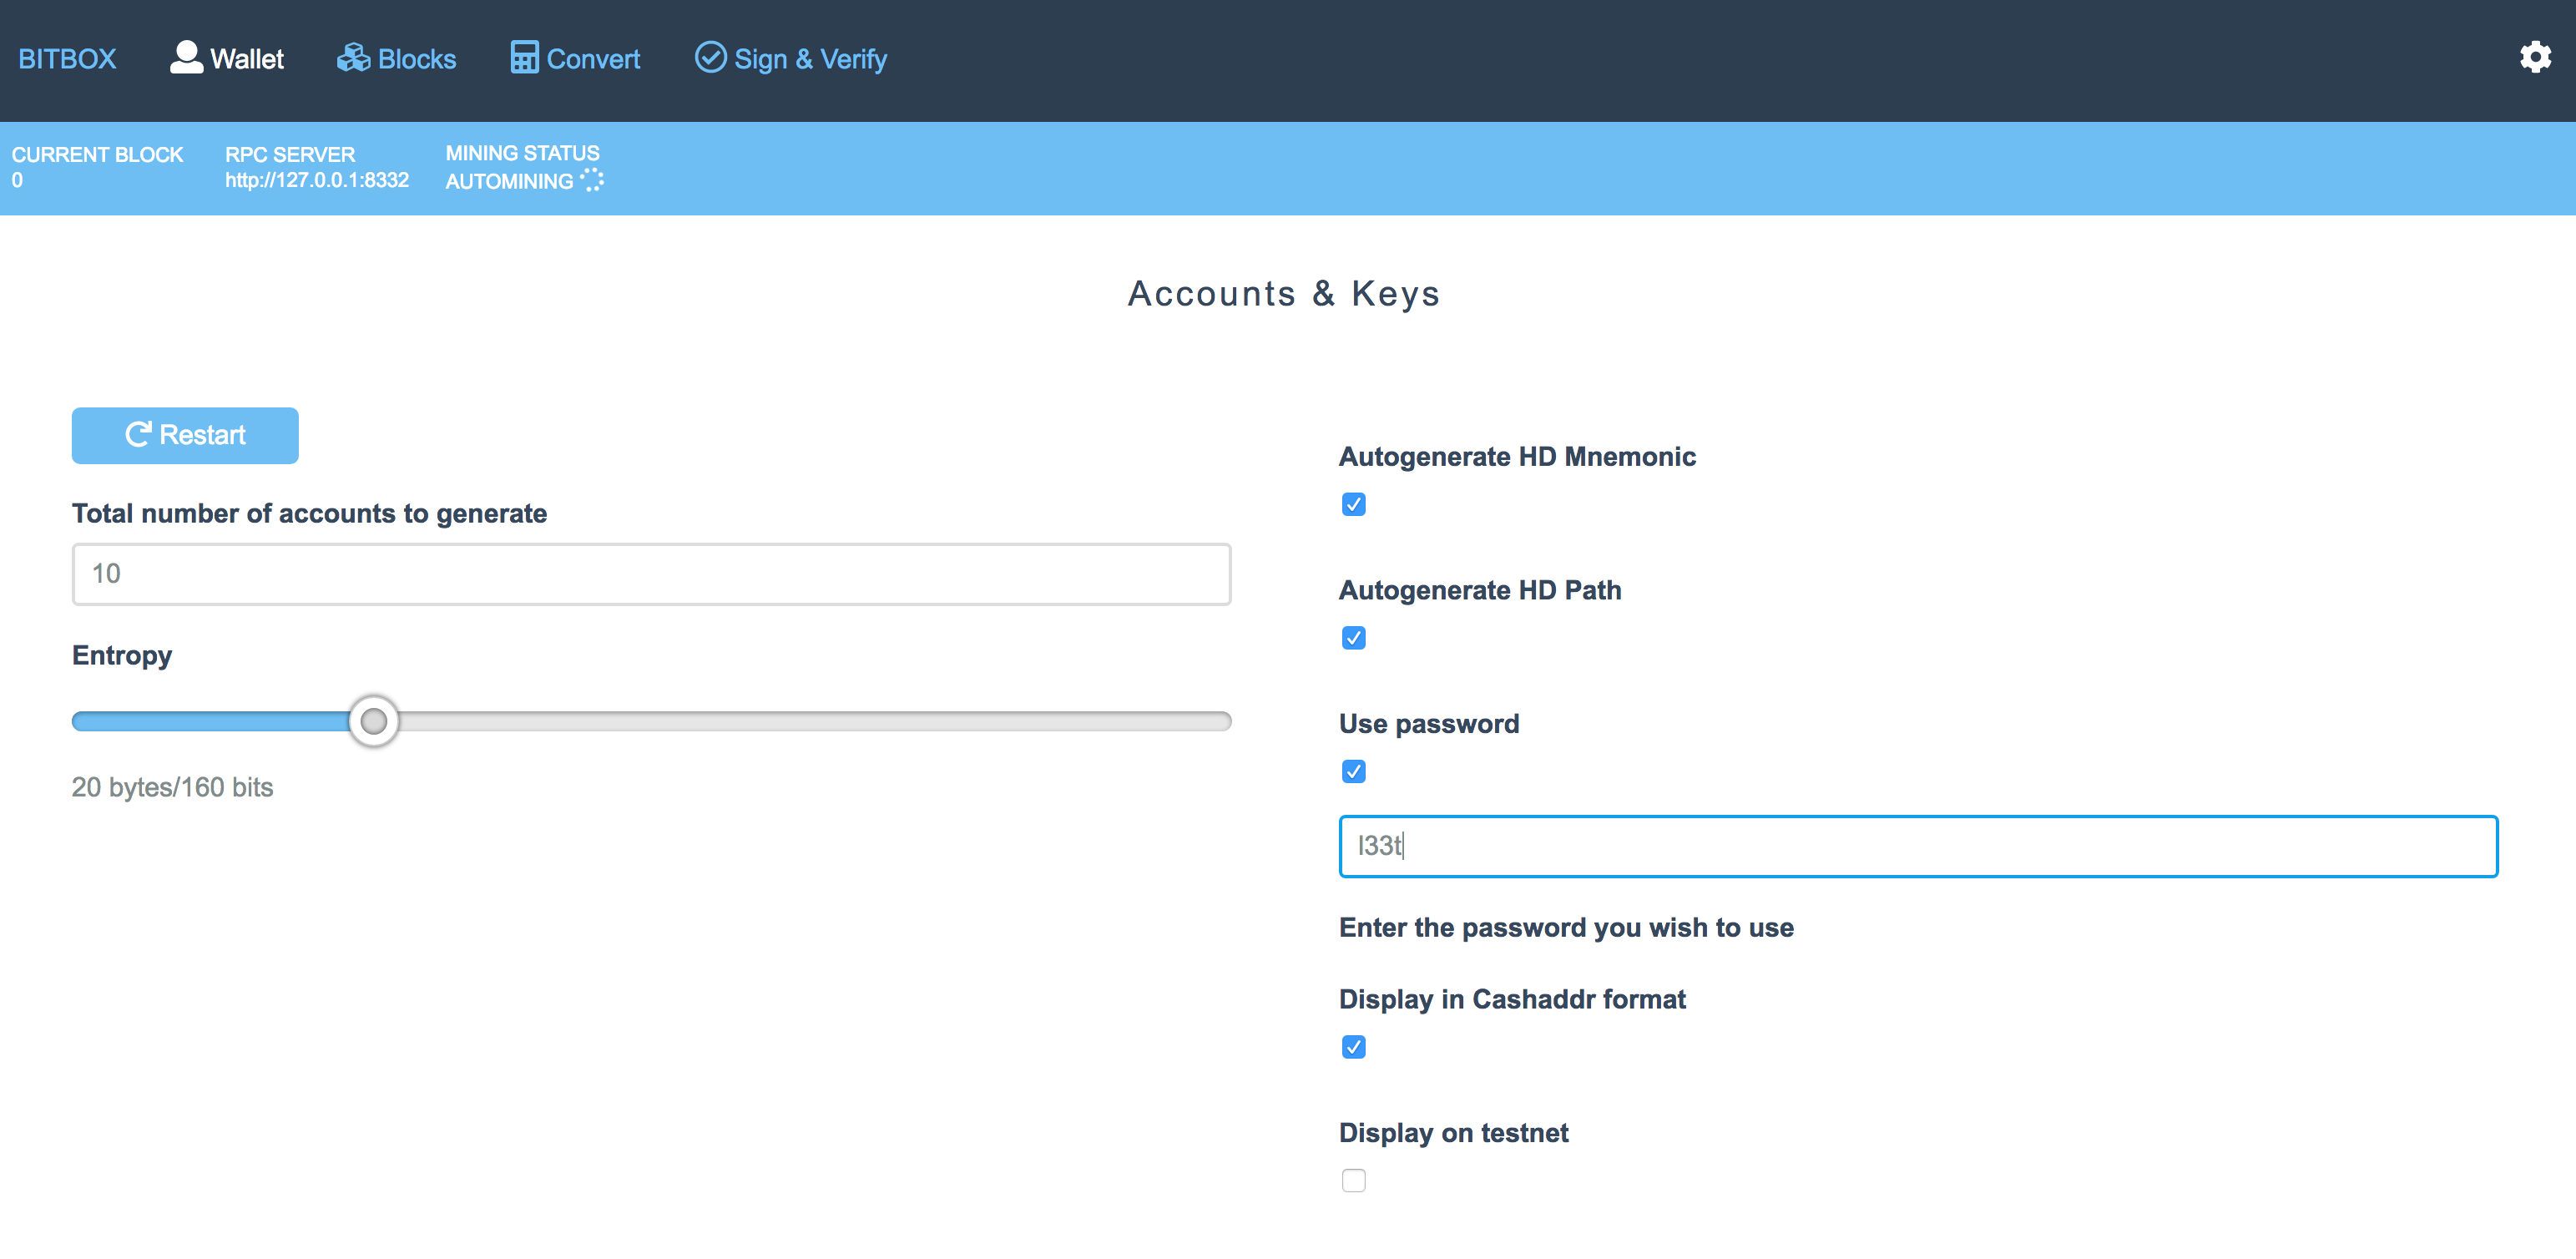 BITBOX Wallet Blocks Convert Sign & Verify
CURRENT BLOCK
0
RPC SERVER
http://127.0.0.1:8332
MINING STATUS
AUTOMINING
Accounts & Keys
Restart
Total number of accounts to generate
10
Entropy
20 bytes/160 bits
Autogenerate HD Mnemonic
Autogenerate HD Path
Use password
l33t
Enter the password you wish to use
Display in Cashaddr format
Display on testnet